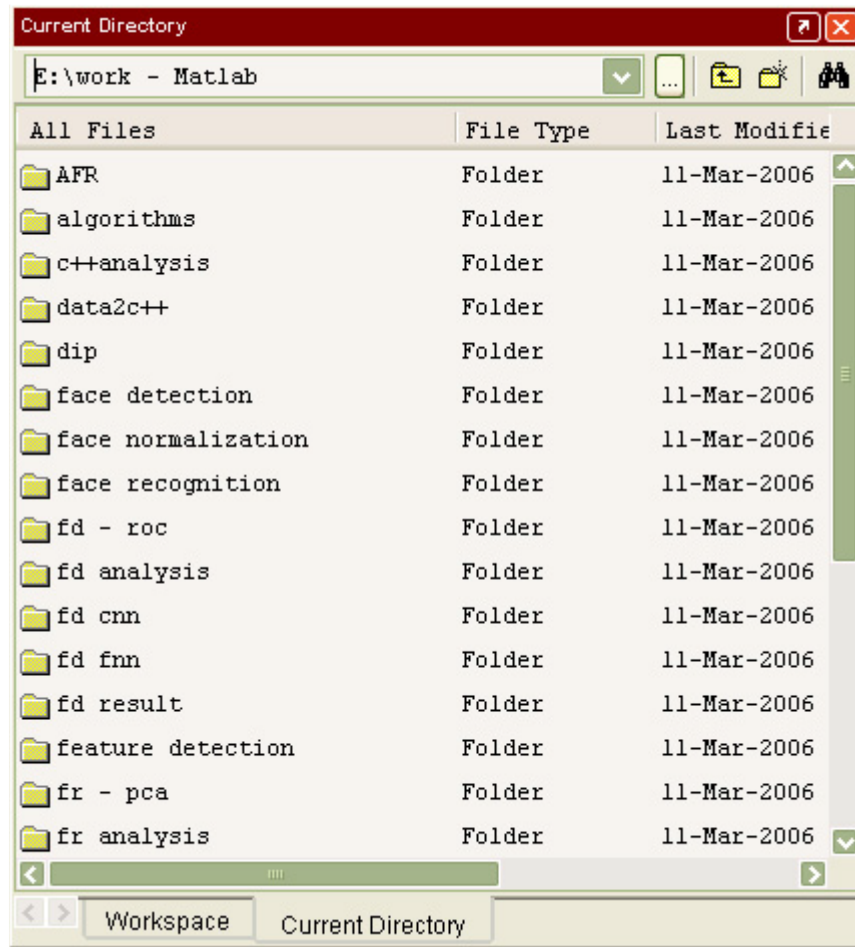 Current Directory
E:\work - Matlab
...
All Files File Type Last Modifie
AFR Folder 11-Mar-2006
algorithms Folder 11-Mar-2006
c++analysis Folder 11-Mar-2006
data2c++ Folder 11-Mar-2006
dip Folder 11-Mar-2006
face detection Folder 11-Mar-2006
face normalization Folder 11-Mar-2006
face recognition Folder 11-Mar-2006
fd - roc Folder 11-Mar-2006
fd analysis Folder 11-Mar-2006
fd cnn Folder 11-Mar-2006
fd fnn Folder 11-Mar-2006
fd result Folder 11-Mar-2006
feature detection Folder 11-Mar-2006
fr - pca Folder 11-Mar-2006
fr analysis Folder 11-Mar-2006
Workspace Current Directory